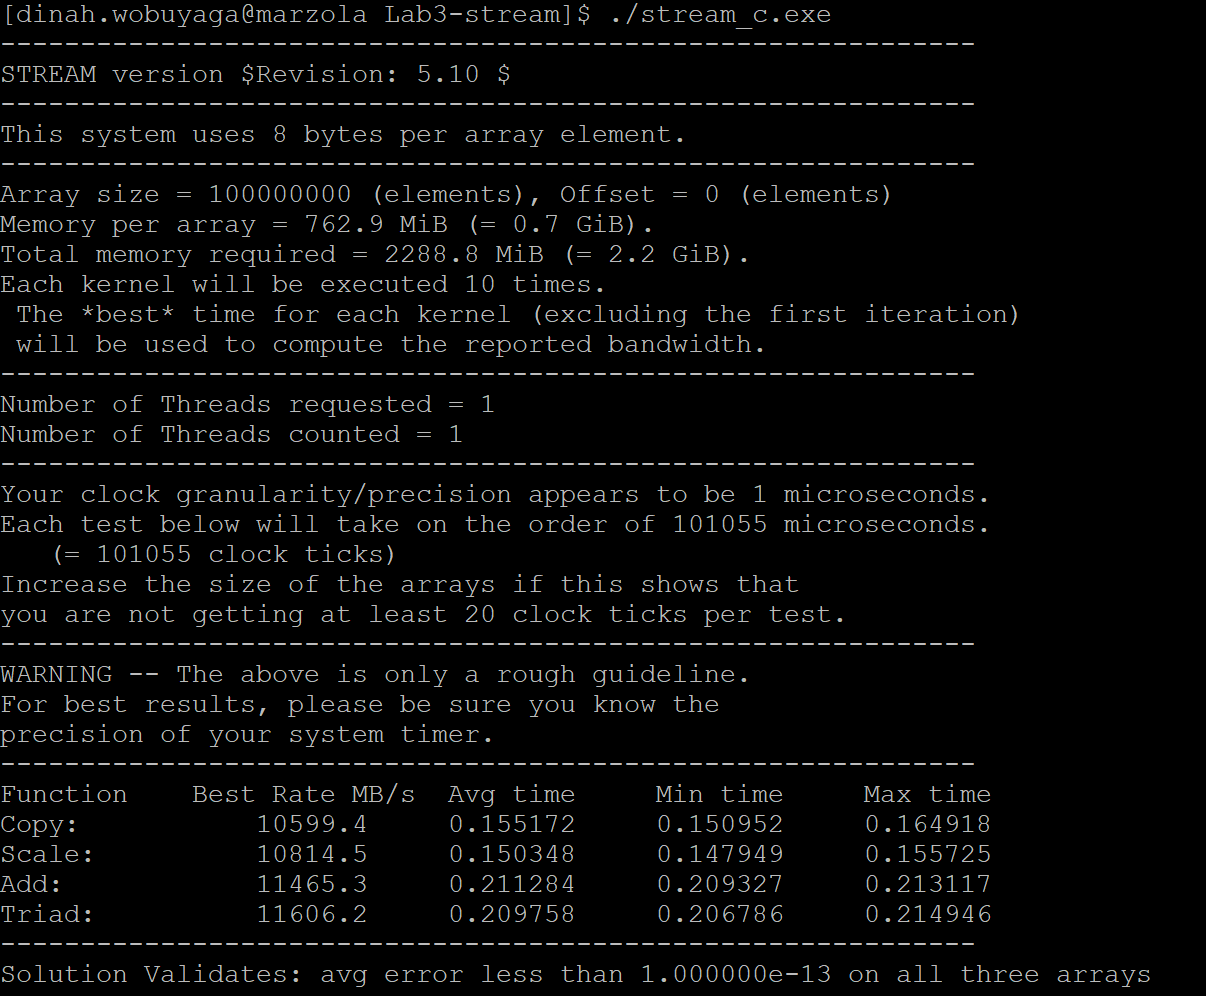 [dinah.wobuyaga@marzola Lab3-stream]$ ./stream_c.exe
-------------------------------------------------------------
STREAM version $Revision: 5.10 $
-------------------------------------------------------------
This system uses 8 bytes per array element.
-------------------------------------------------------------
Array size = 100000000 (elements), Offset = 0 (elements)
Memory per array = 762.9 MiB (= 0.7 GiB).
Total memory required = 2288.8 MiB (= 2.2 GiB).
Each kernel will be executed 10 times.
 The *best* time for each kernel (excluding the first iteration)
 will be used to compute the reported bandwidth.
-------------------------------------------------------------
Number of Threads requested = 1
Number of Threads counted = 1
-------------------------------------------------------------
Your clock granularity/precision appears to be 1 microseconds.
Each test below will take on the order of 101055 microseconds.
   (= 101055 clock ticks)
Increase the size of the arrays if this shows that
you are not getting at least 20 clock ticks per test.
-------------------------------------------------------------
WARNING -- The above is only a rough guideline.
For best results, please be sure you know the
precision of your system timer.
-------------------------------------------------------------
Function    Best Rate MB/s  Avg time     Min time     Max time
Copy:           10599.4     0.155172     0.150952     0.164918
Scale:          10814.5     0.150348     0.147949     0.155725
Add:            11465.3     0.211284     0.209327     0.213117
Triad:          11606.2     0.209758     0.206786     0.214946
-------------------------------------------------------------
Solution Validates: avg error less than 1.000000e-13 on all three arrays